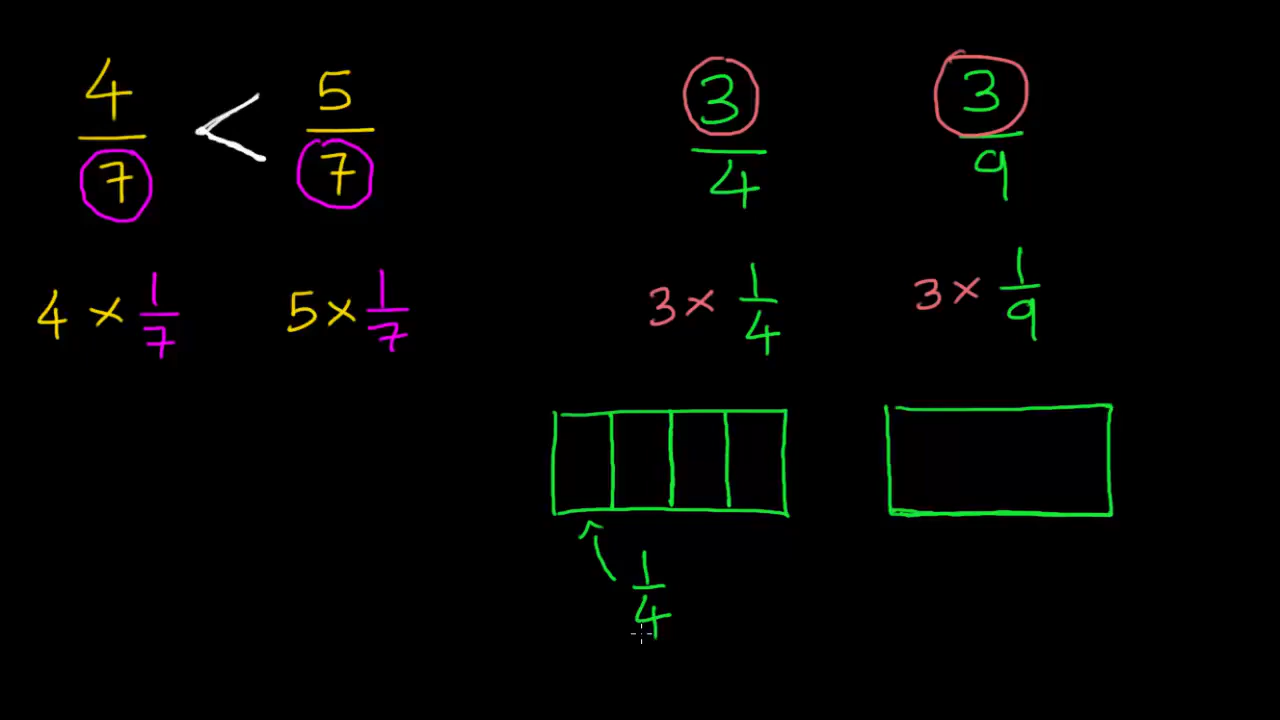 4/7 < 5/7
3/4 3/9
4 × 1/7 5 × 1/7
3 × 1/4 3 × 1/9
1/4